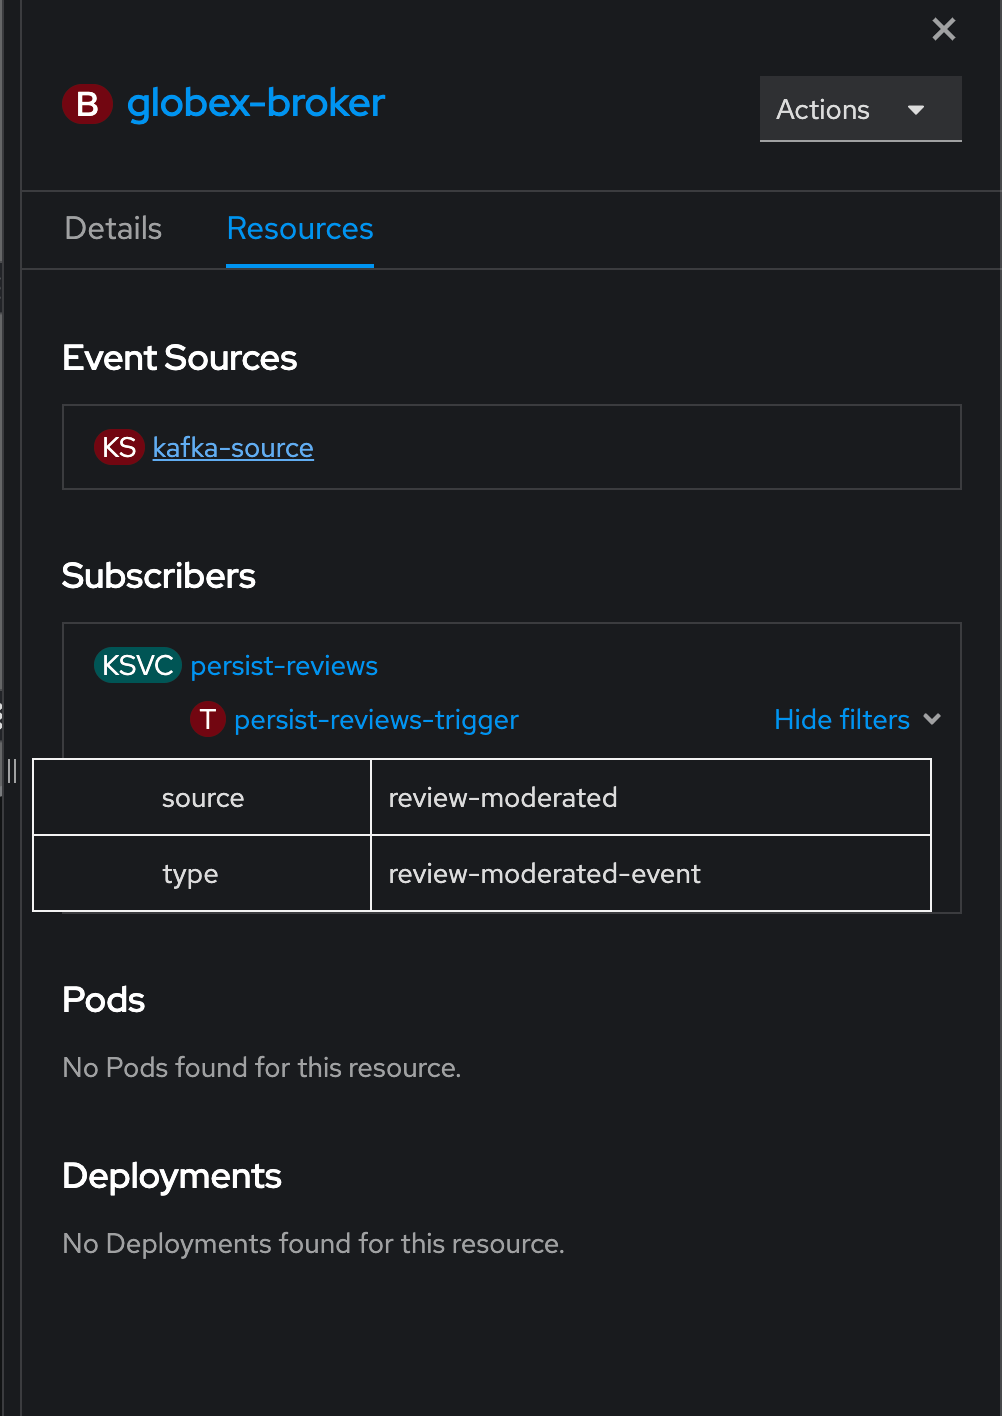 B globex-broker
Actions
Details Resources
Event Sources
KS kafka-source
Subscribers
KSVC persist-reviews
T persist-reviews-trigger Hide filters
source review-moderated
type review-moderated-event
Pods
No Pods found for this resource.
Deployments
No Deployments found for this resource.